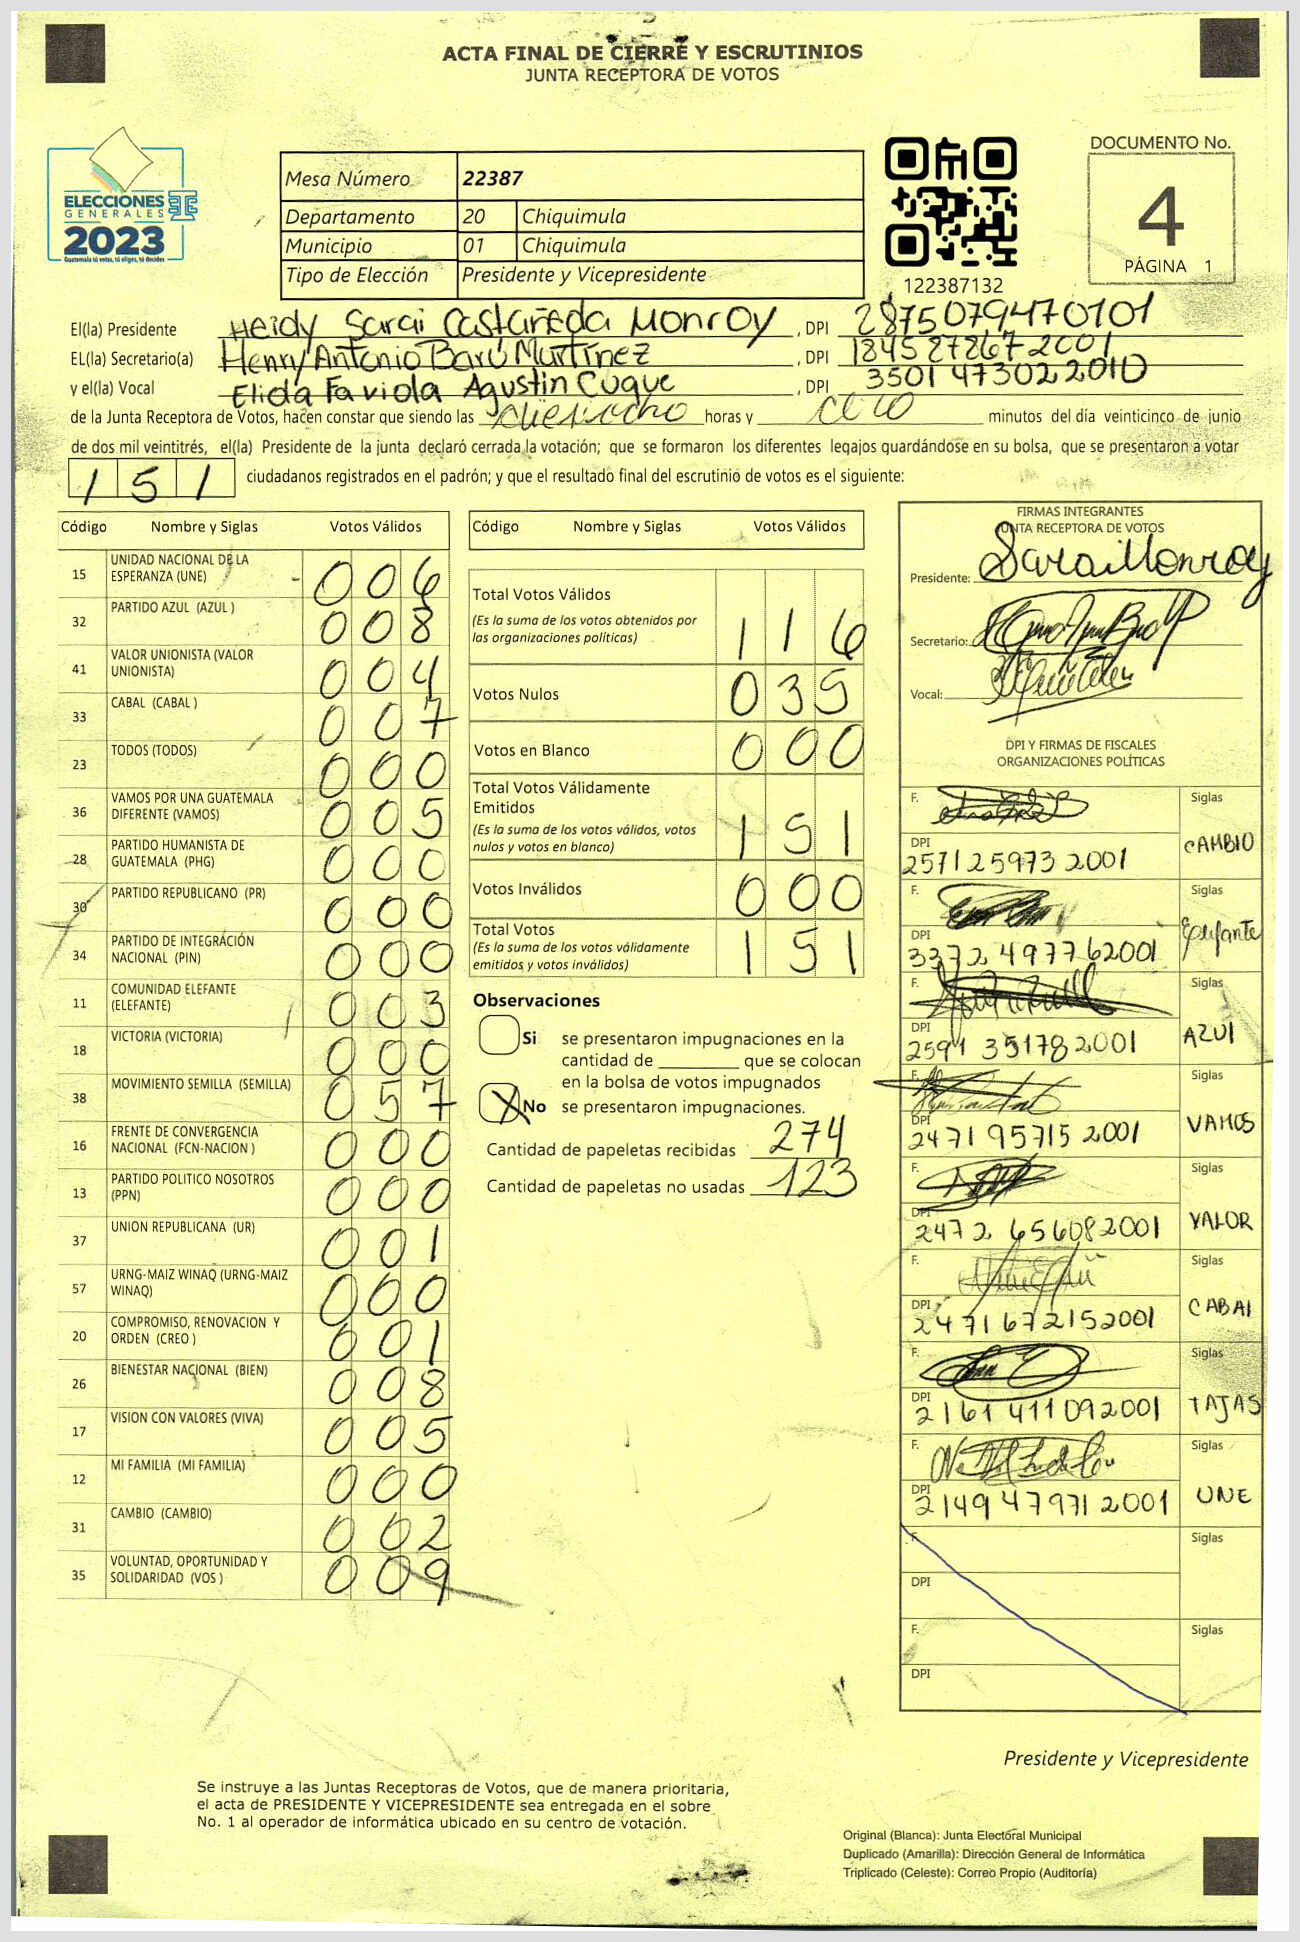 ACTA FINAL DE CIERRE Y ESCRUTINIOS
JUNTA RECEPTORA DE VOTOS
ELECCIONES
GENERALES
2023
Guatemala tú votas, tú eliges, tú decides
Mesa Número 22387
Departamento 20 Chiquimula
Municipio 01 Chiquimula
Tipo de Elección Presidente y Vicepresidente
122387132
DOCUMENTO No.
4
PÁGINA 1
El(la) Presidente Heidy Sarai Castañeda Monroy , DPI 2875079470101
EL(la) Secretario(a) Henry Antonio Baru Martínez , DPI 1845878672001
y el(la) Vocal Elida Faviola Agustin Cuque , DPI 3501473022010
de la Junta Receptora de Votos, hacen constar que siendo las dieciocho horas y cero minutos del día veinticinco de junio
de dos mil veintitrés, el(la) Presidente de la junta declaró cerrada la votación; que se formaron los diferentes legajos guardándose en su bolsa, que se presentaron a votar
151 ciudadanos registrados en el padrón; y que el resultado final del escrutinio de votos es el siguiente:
Código Nombre y Siglas Votos Válidos
15 UNIDAD NACIONAL DE LA ESPERANZA (UNE) 006
32 PARTIDO AZUL (AZUL ) 008
41 VALOR UNIONISTA (VALOR UNIONISTA) 004
33 CABAL (CABAL ) 007
23 TODOS (TODOS) 000
36 VAMOS POR UNA GUATEMALA DIFERENTE (VAMOS) 005
28 PARTIDO HUMANISTA DE GUATEMALA (PHG) 000
30 PARTIDO REPUBLICANO (PR) 000
34 PARTIDO DE INTEGRACIÓN NACIONAL (PIN) 000
11 COMUNIDAD ELEFANTE (ELEFANTE) 003
18 VICTORIA (VICTORIA) 000
38 MOVIMIENTO SEMILLA (SEMILLA) 057
16 FRENTE DE CONVERGENCIA NACIONAL (FCN-NACION ) 000
13 PARTIDO POLITICO NOSOTROS (PPN) 000
37 UNION REPUBLICANA (UR) 001
57 URNG-MAIZ WINAQ (URNG-MAIZ WINAQ) 000
20 COMPROMISO, RENOVACION Y ORDEN (CREO ) 001
26 BIENESTAR NACIONAL (BIEN) 008
17 VISION CON VALORES (VIVA) 005
12 MI FAMILIA (MI FAMILIA) 000
31 CAMBIO (CAMBIO) 002
35 VOLUNTAD, OPORTUNIDAD Y SOLIDARIDAD (VOS ) 009
Código Nombre y Siglas Votos Válidos
Total Votos Válidos 116
(Es la suma de los votos obtenidos por
las organizaciones políticas)
Votos Nulos 035
Votos en Blanco 000
Total Votos Válidamente
Emitidos 151
(Es la suma de los votos válidos, votos
nulos y votos en blanco)
Votos Inválidos 000
Total Votos 151
(Es la suma de los votos válidamente
emitidos y votos inválidos)
Observaciones
Si se presentaron impugnaciones en la
cantidad de ________ que se colocan
en la bolsa de votos impugnados
X No se presentaron impugnaciones.
Cantidad de papeletas recibidas 274
Cantidad de papeletas no usadas 123
FIRMAS INTEGRANTES
JUNTA RECEPTORA DE VOTOS
Presidente: Sarai Monroy
Secretario:
Vocal:
DPI Y FIRMAS DE FISCALES
ORGANIZACIONES POLÍTICAS
F. Siglas
DPI 2571259732001 CAMBIO
F. Siglas
DPI 3372497762001 Elefante
F. Siglas
DPI 2591351782001 AZUl
F. Siglas
DPI 2471957152001 VAMOS
F. Siglas
DPI 2472656082001 VALOR
F. Siglas
DPI 2471672152001 CABAl
F. Siglas
DPI 2161411092001 TAJAS
F. Siglas
DPI 2149479712001 UNE
F. Siglas
DPI
F. Siglas
DPI
Presidente y Vicepresidente
Se instruye a las Juntas Receptoras de Votos, que de manera prioritaria,
el acta de PRESIDENTE Y VICEPRESIDENTE sea entregada en el sobre
No. 1 al operador de informática ubicado en su centro de votación.
Original (Blanca): Junta Electoral Municipal
Duplicado (Amarilla): Dirección General de Informática
Triplicado (Celeste): Correo Propio (Auditoría)